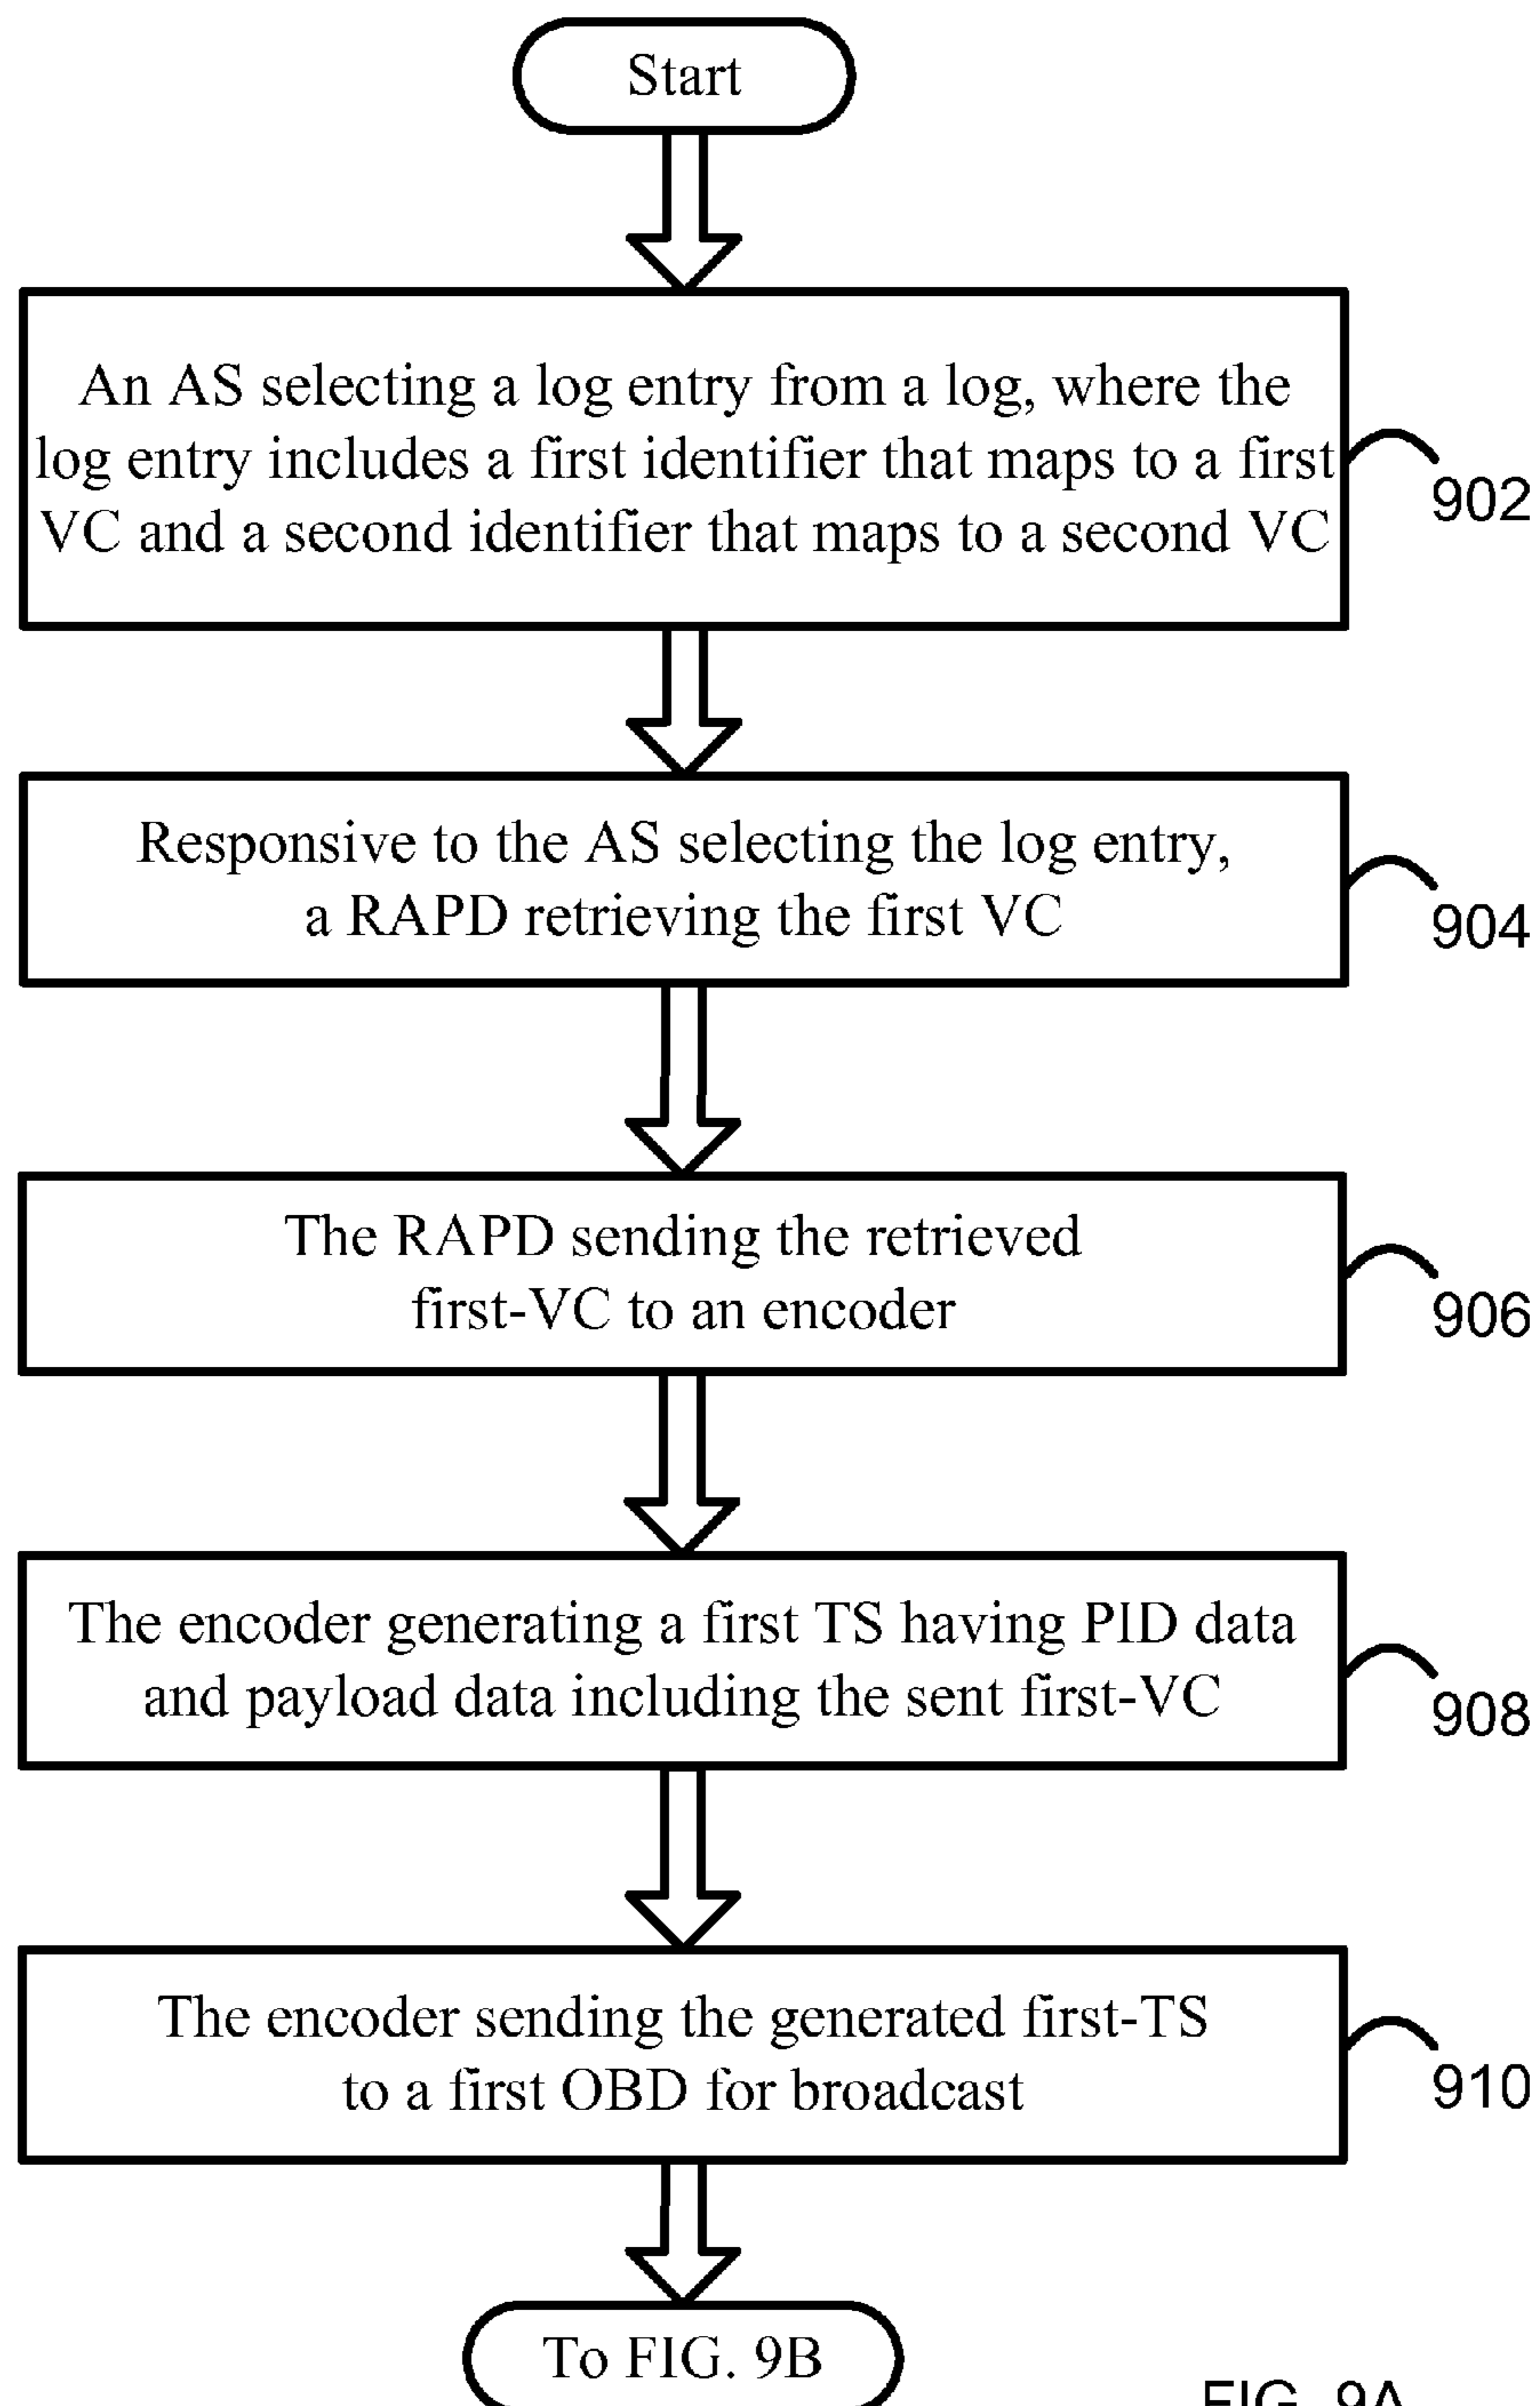 Start
An AS selecting a log entry from a log, where the
log entry includes a first identifier that maps to a first
VC and a second identifier that maps to a second VC
902
Responsive to the AS selecting the log entry,
a RAPD retrieving the first VC
904
The RAPD sending the retrieved
first-VC to an encoder
906
The encoder generating a first TS having PID data
and payload data including the sent first-VC
908
The encoder sending the generated first-TS
to a first OBD for broadcast
910
To FIG. 9B
FIG. 9A